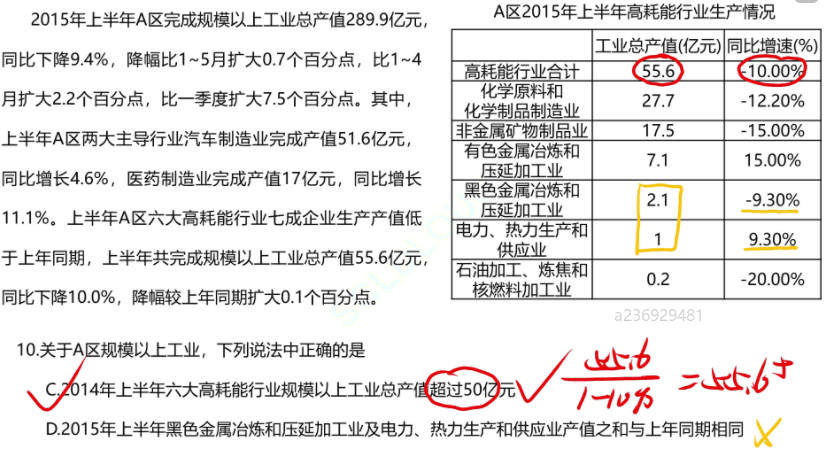 2015年上半年A区完成规模以上工业总产值289.9亿元，
同比下降9.4%，降幅比1~5月扩大0.7个百分点，比1~4
月扩大2.2个百分点，比一季度扩大7.5个百分点。其中，
上半年A区两大主导行业汽车制造业完成产值51.6亿元，
同比增长4.6%，医药制造业完成产值17亿元，同比增长
11.1%。上半年A区六大高耗能行业七成企业生产产值低
于上年同期，上半年共完成规模以上工业总产值55.6亿元，
同比下降10.0%，降幅较上年同期扩大0.1个百分点。
A区2015年上半年高耗能行业生产情况
工业总产值(亿元) 同比增速(%)
高耗能行业合计 55.6 -10.00%
化学原料和
化学制品制造业 27.7 -12.20%
非金属矿物制品业 17.5 -15.00%
有色金属冶炼和
压延加工业 7.1 15.00%
黑色金属冶炼和
压延加工业 2.1 -9.30%
电力、热力生产和
供应业 1 9.30%
石油加工、炼焦和
核燃料加工业 0.2 -20.00%
a236929481
10.关于A区规模以上工业，下列说法中正确的是
C.2014年上半年六大高耗能行业规模以上工业总产值超过50亿元
55.6
1-10%
=55.6+
D.2015年上半年黑色金属冶炼和压延加工业及电力、热力生产和供应业产值之和与上年同期相同